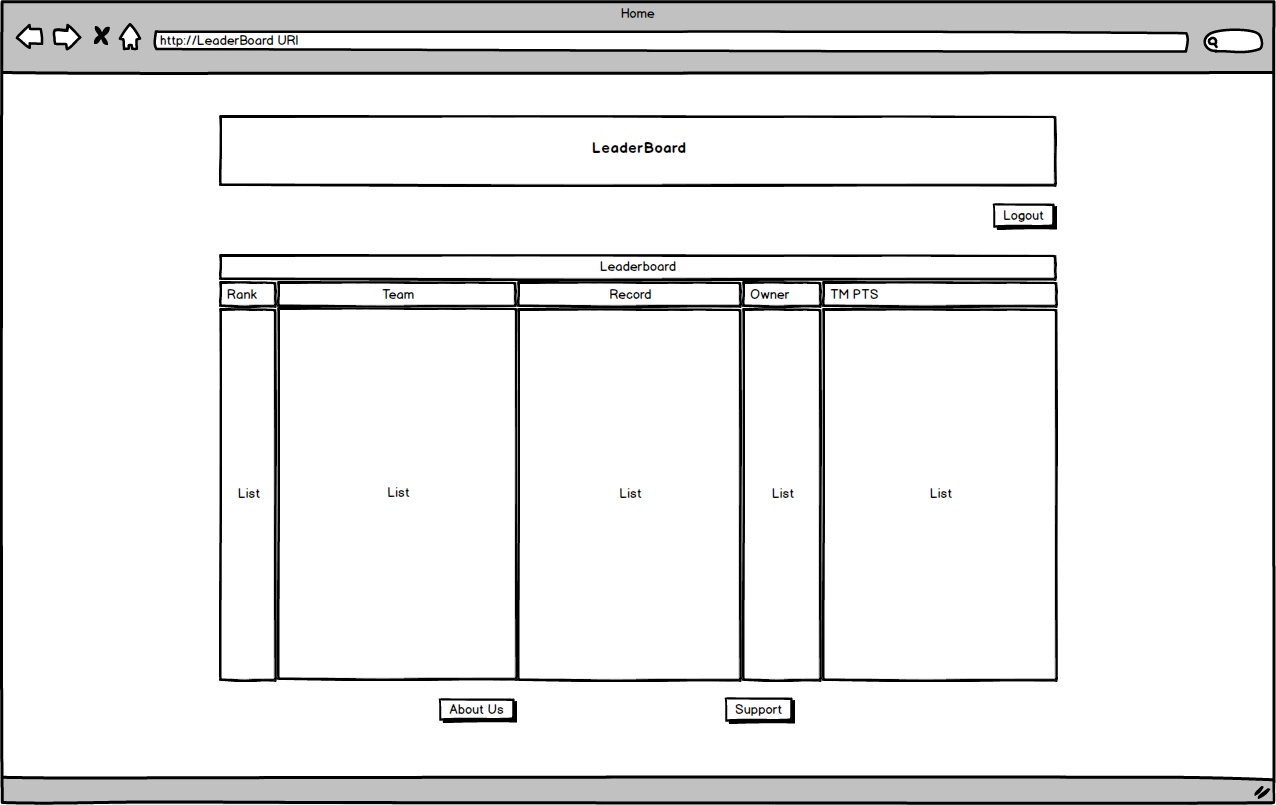 Home
http://LeaderBoard URI
LeaderBoard
Logout
Leaderboard
Rank Team Record Owner TM PTS
List List List List List
About Us Support